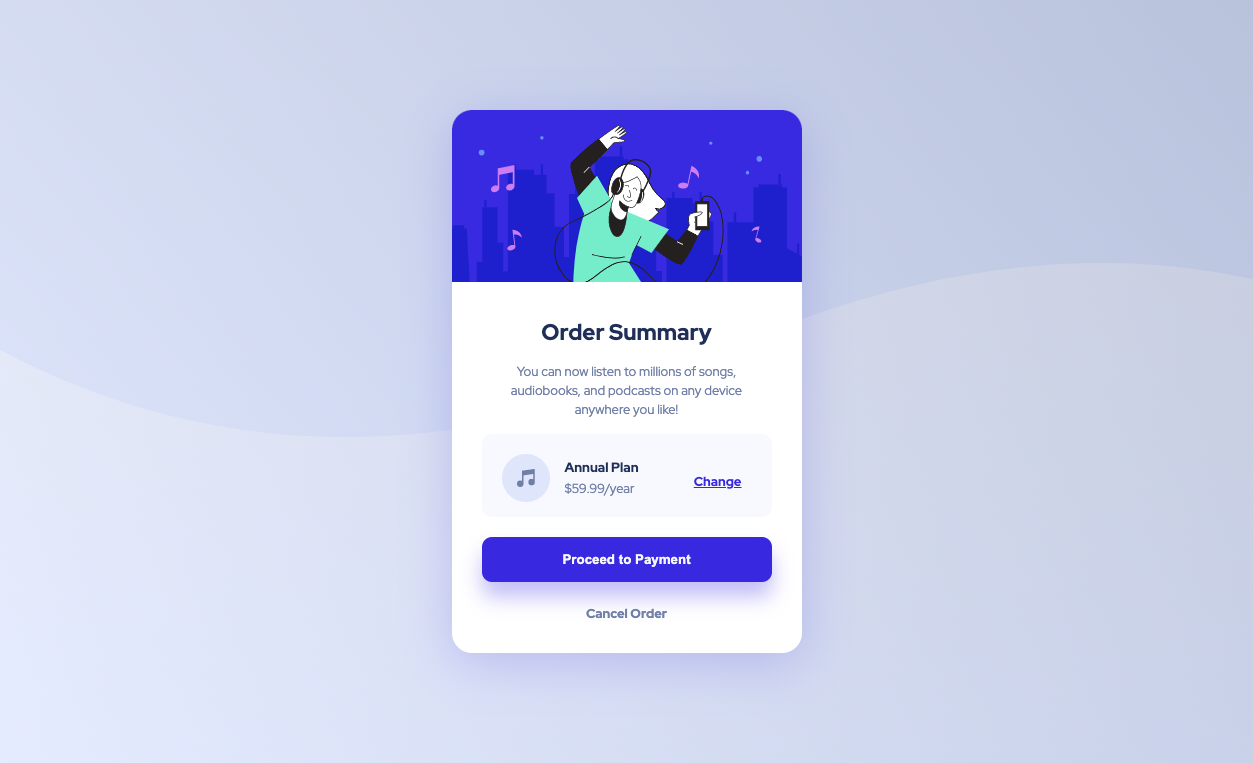 Order Summary
You can now listen to millions of songs,
audiobooks, and podcasts on any device
anywhere you like!
Annual Plan
$59.99/year
Change
Proceed to Payment
Cancel Order